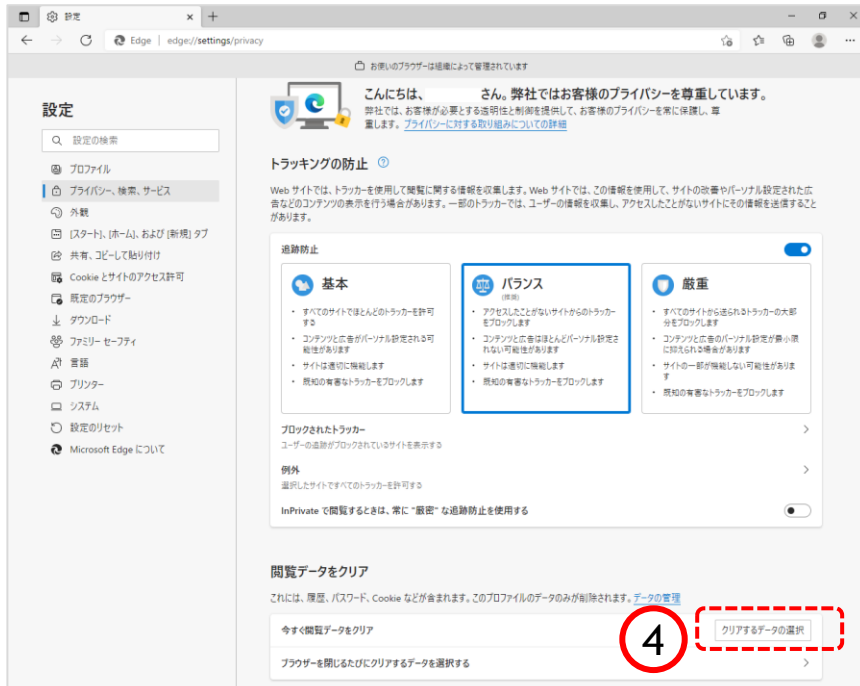 設定
Edge | edge://settings/privacy
お使いのブラウザーは組織によって管理されています
設定
設定の検索
プロファイル
プライバシー、検索、サービス
外観
[スタート]、[ホーム]、および [新規] タブ
共有、コピーして貼り付け
Cookie とサイトのアクセス許可
既定のブラウザー
ダウンロード
ファミリー セーフティ
言語
プリンター
システム
設定のリセット
Microsoft Edge について
こんにちは、 さん。弊社ではお客様のプライバシーを尊重しています。
弊社では、お客様が必要とする透明性と制御を提供して、お客様のプライバシーを常に保護し、尊
重します。プライバシーに対する取り組みについての詳細
トラッキングの防止
Web サイトでは、トラッカーを使用して閲覧に関する情報を収集します。Web サイトでは、この情報を使用して、サイトの改善やパーソナル設定された広
告などのコンテンツの表示を行う場合があります。一部のトラッカーでは、ユーザーの情報を収集し、アクセスしたことがないサイトにその情報を送信すること
があります。
追跡防止
基本
・ すべてのサイトでほとんどのトラッカーを許可
する
・ コンテンツと広告がパーソナル設定される可
能性があります
・ サイトは適切に機能します
・ 既知の有害なトラッカーをブロックします
バランス
(推奨)
・ アクセスしたことがないサイトからのトラッカー
をブロックします
・ コンテンツと広告はほとんどパーソナル設定さ
れない可能性があります
・ サイトは適切に機能します
・ 既知の有害なトラッカーをブロックします
厳重
・ すべてのサイトから送られるトラッカーの大部
分をブロックします
・ コンテンツと広告のパーソナル設定が最小限
に抑えられる場合があります
・ サイトの一部が機能しない可能性がありま
す
・ 既知の有害なトラッカーをブロックします
ブロックされたトラッカー
ユーザーの追跡がブロックされているサイトを表示する
例外
選択したサイトですべてのトラッカーを許可する
InPrivate で閲覧するときは、常に "厳密" な追跡防止を使用する
閲覧データをクリア
これには、履歴、パスワード、Cookie などが含まれます。このプロファイルのデータのみが削除されます。データの管理
今すぐ閲覧データをクリア
4
クリアするデータの選択
ブラウザーを閉じるたびにクリアするデータを選択する